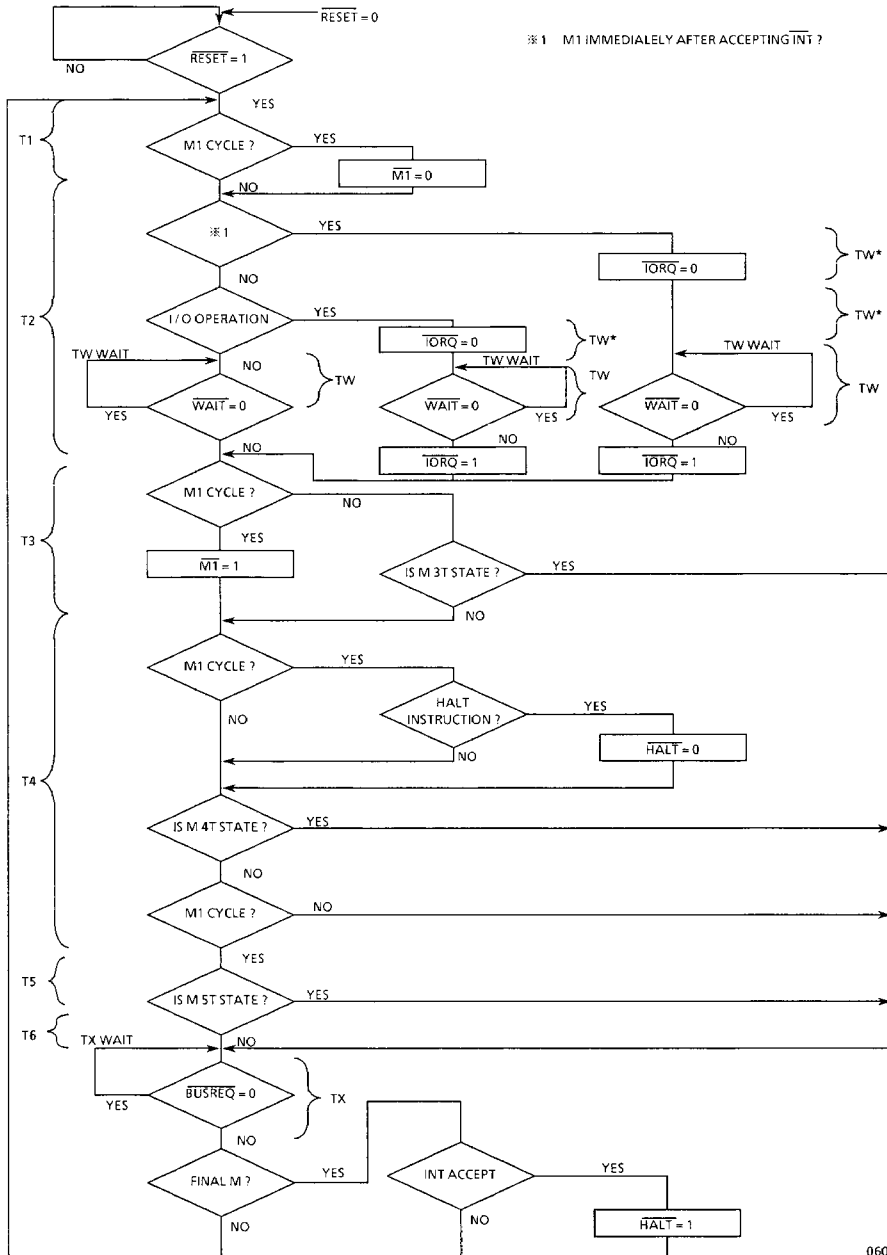 RESET = 0
※1 M1 IMMEDIALELY AFTER ACCEPTING INT ?
RESET = 1
NO
YES
T1
M1 CYCLE ?
YES
M1 = 0
NO
※1
YES
IORQ = 0
TW*
NO
T2
I / O OPERATION
YES
IORQ = 0
TW*
TW*
TW WAIT
NO
TW
TW WAIT
TW
TW WAIT
TW
WAIT = 0
YES
WAIT = 0
YES
WAIT = 0
YES
NO
NO
NO
IORQ = 1
IORQ = 1
M1 CYCLE ?
NO
T3
YES
M1 = 1
IS M 3T STATE ?
YES
NO
M1 CYCLE ?
YES
HALT
INSTRUCTION ?
YES
NO
NO
HALT = 0
T4
IS M 4T STATE ?
YES
NO
M1 CYCLE ?
NO
YES
T5
IS M 5T STATE ?
YES
T6
TX WAIT
NO
BUSREQ = 0
YES
TX
NO
FINAL M ?
YES
INT ACCEPT
YES
NO
NO
HALT = 1
060